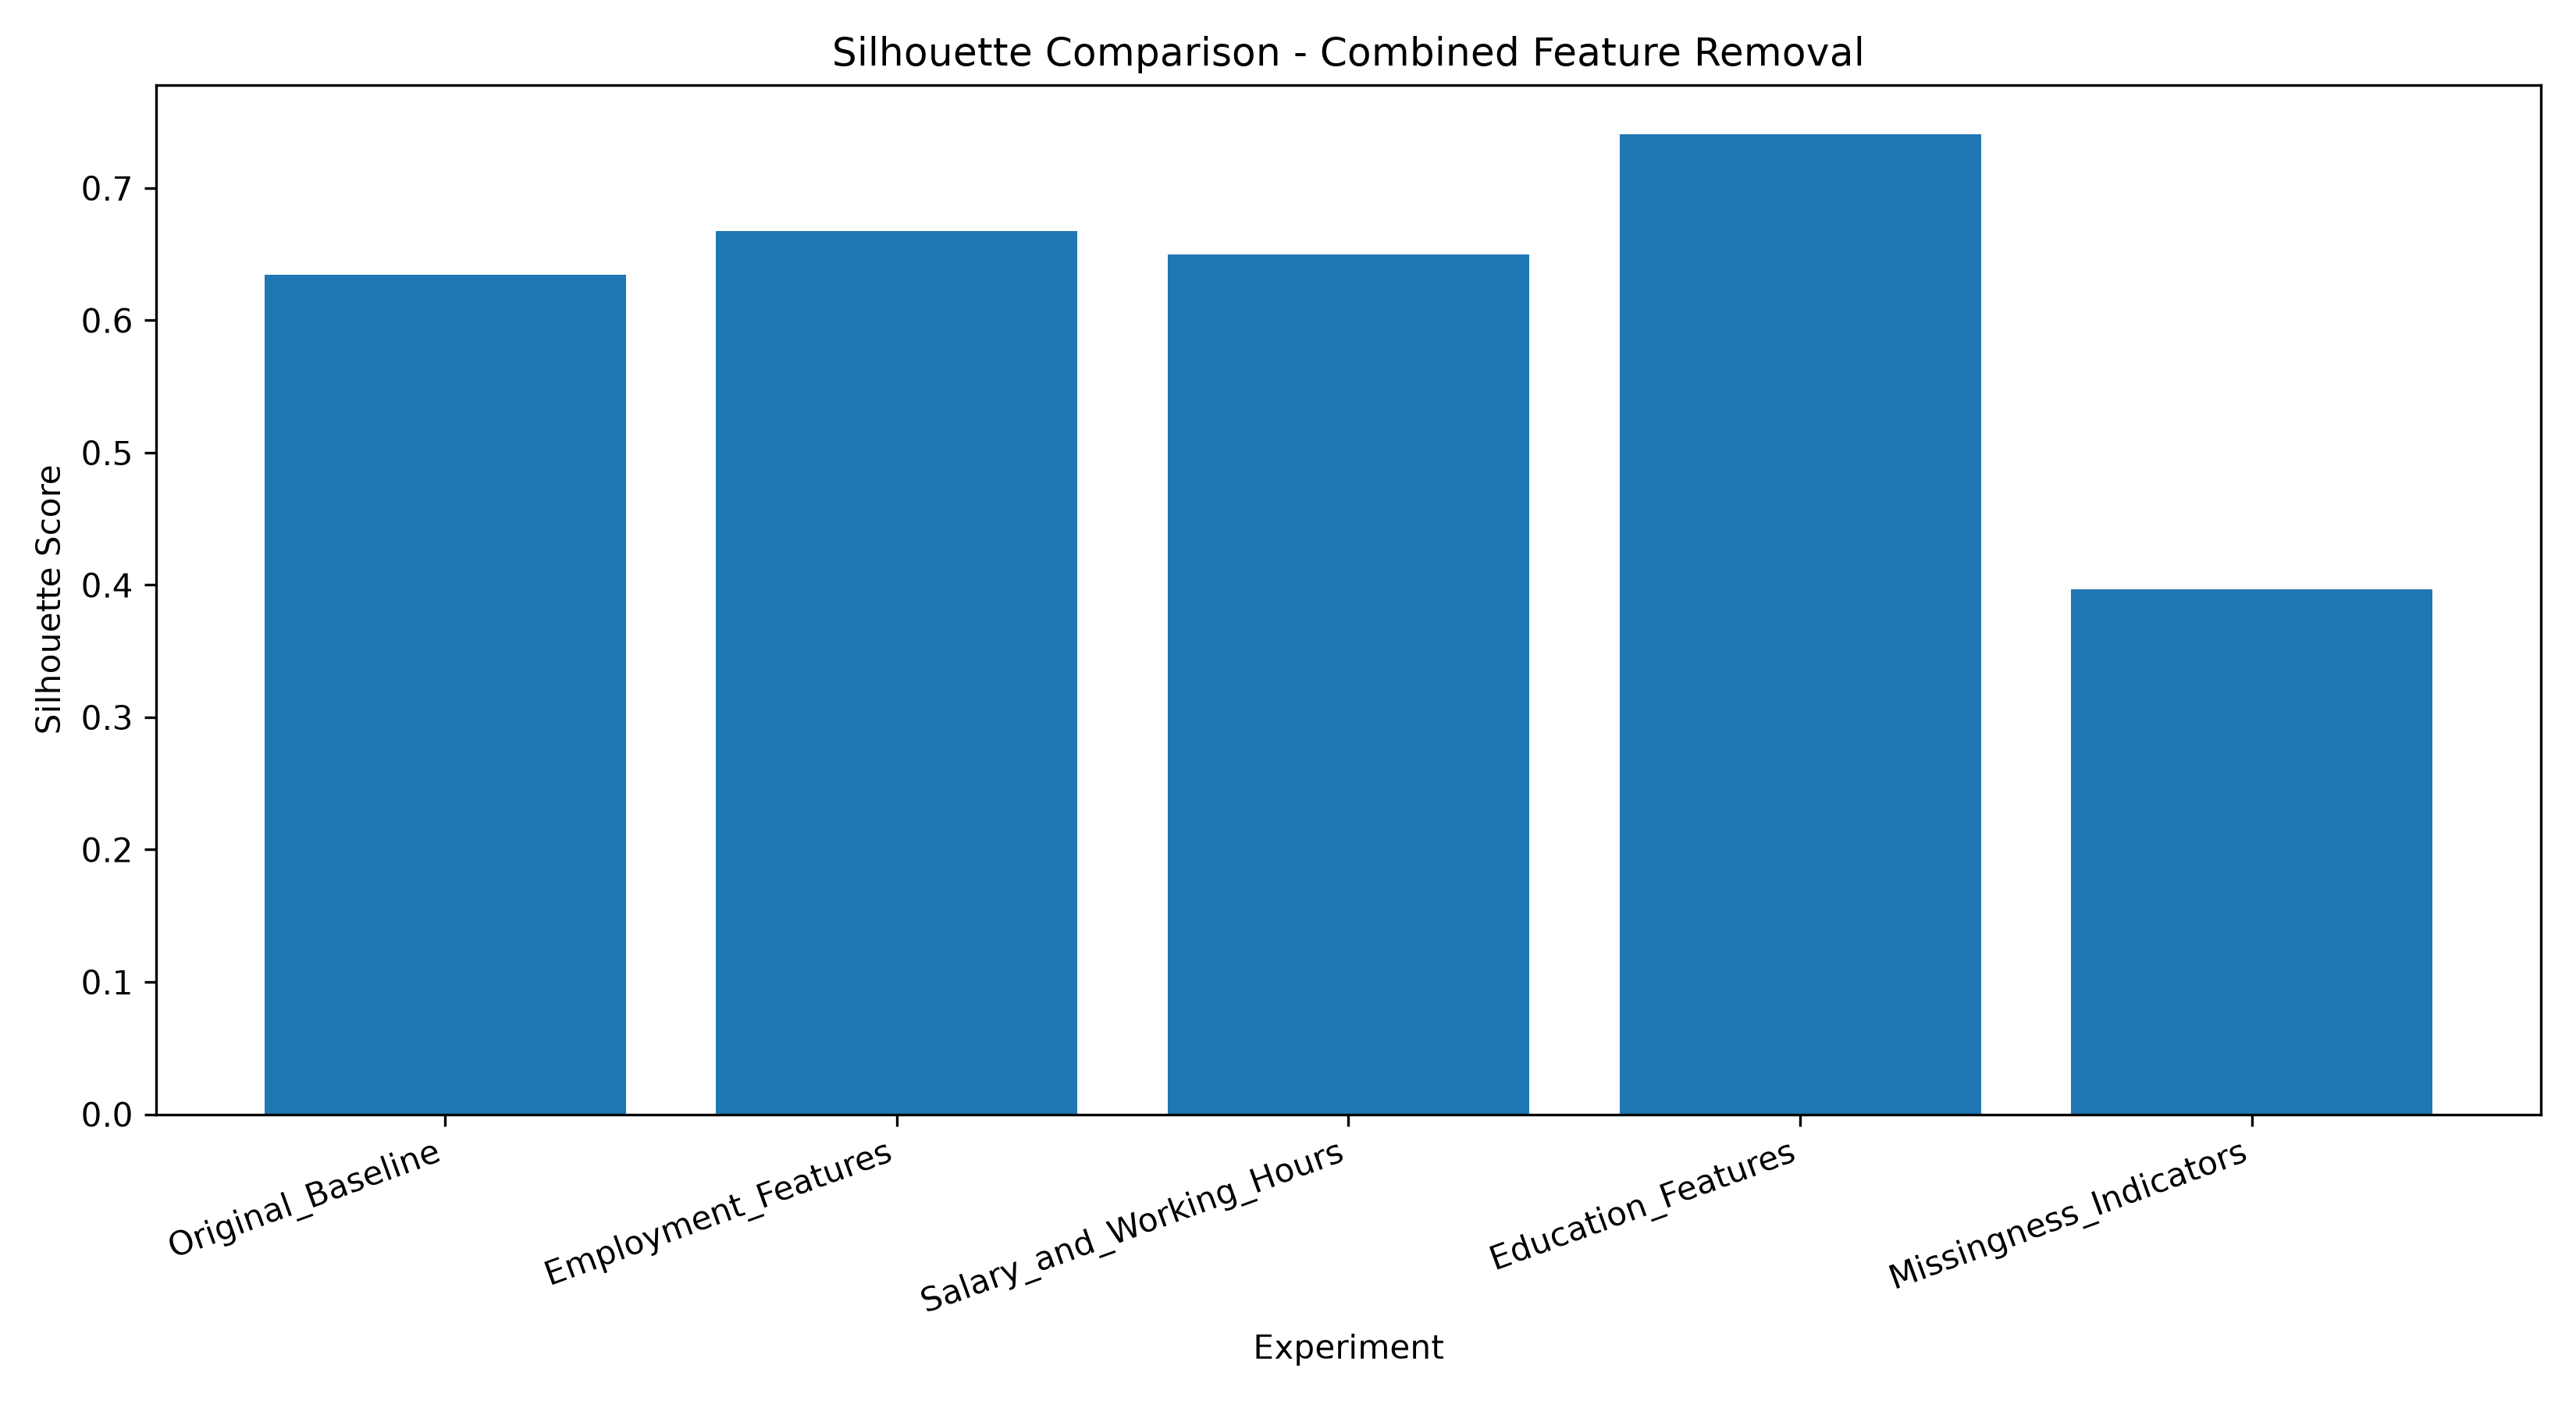 Silhouette Comparison - Combined Feature Removal
Silhouette Score
0.7
0.6
0.5
0.4
0.3
0.2
0.1
0.0
Original_Baseline
Employment_Features
Salary_and_Working_Hours
Education_Features
Missingness_Indicators
Experiment